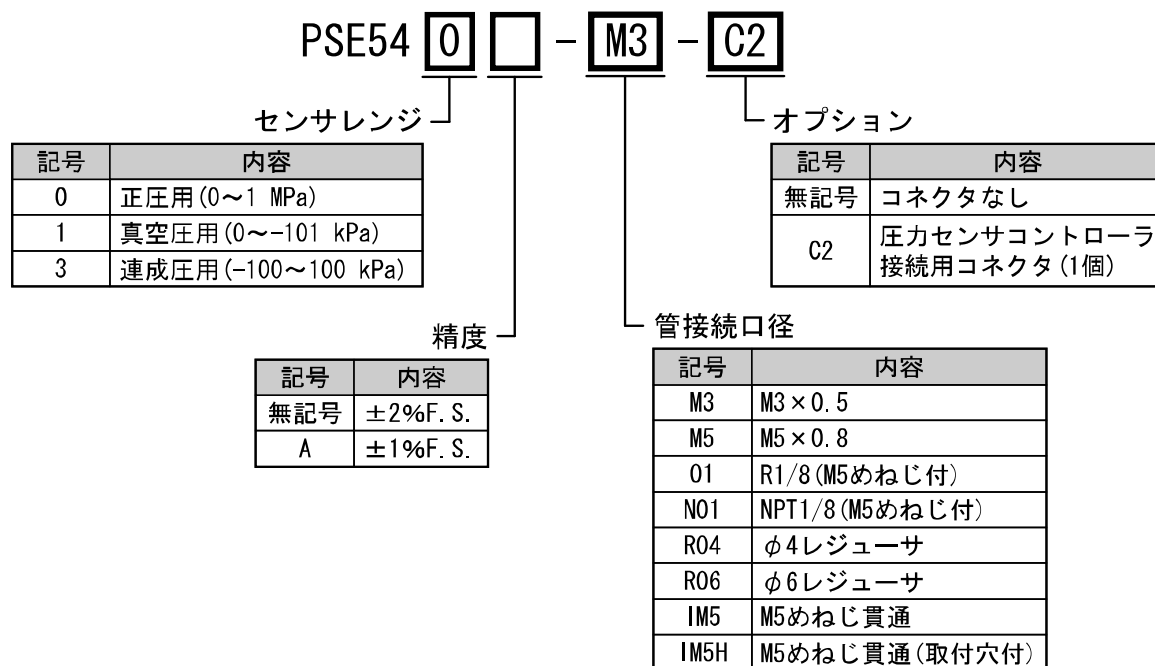 PSE54 0 - M3 - C2
センサレンジ
記号 内容
0 正圧用(0～1 MPa)
1 真空圧用(0～-101 kPa)
3 連成圧用(-100～100 kPa)
オプション
記号 内容
無記号 コネクタなし
C2 圧力センサコントローラ
接続用コネクタ(1個)
精度
記号 内容
無記号 ±2%F.S.
A ±1%F.S.
管接続口径
記号 内容
M3 M3×0.5
M5 M5×0.8
01 R1/8(M5めねじ付)
N01 NPT1/8(M5めねじ付)
R04 φ4レジューサ
R06 φ6レジューサ
IM5 M5めねじ貫通
IM5H M5めねじ貫通(取付穴付)